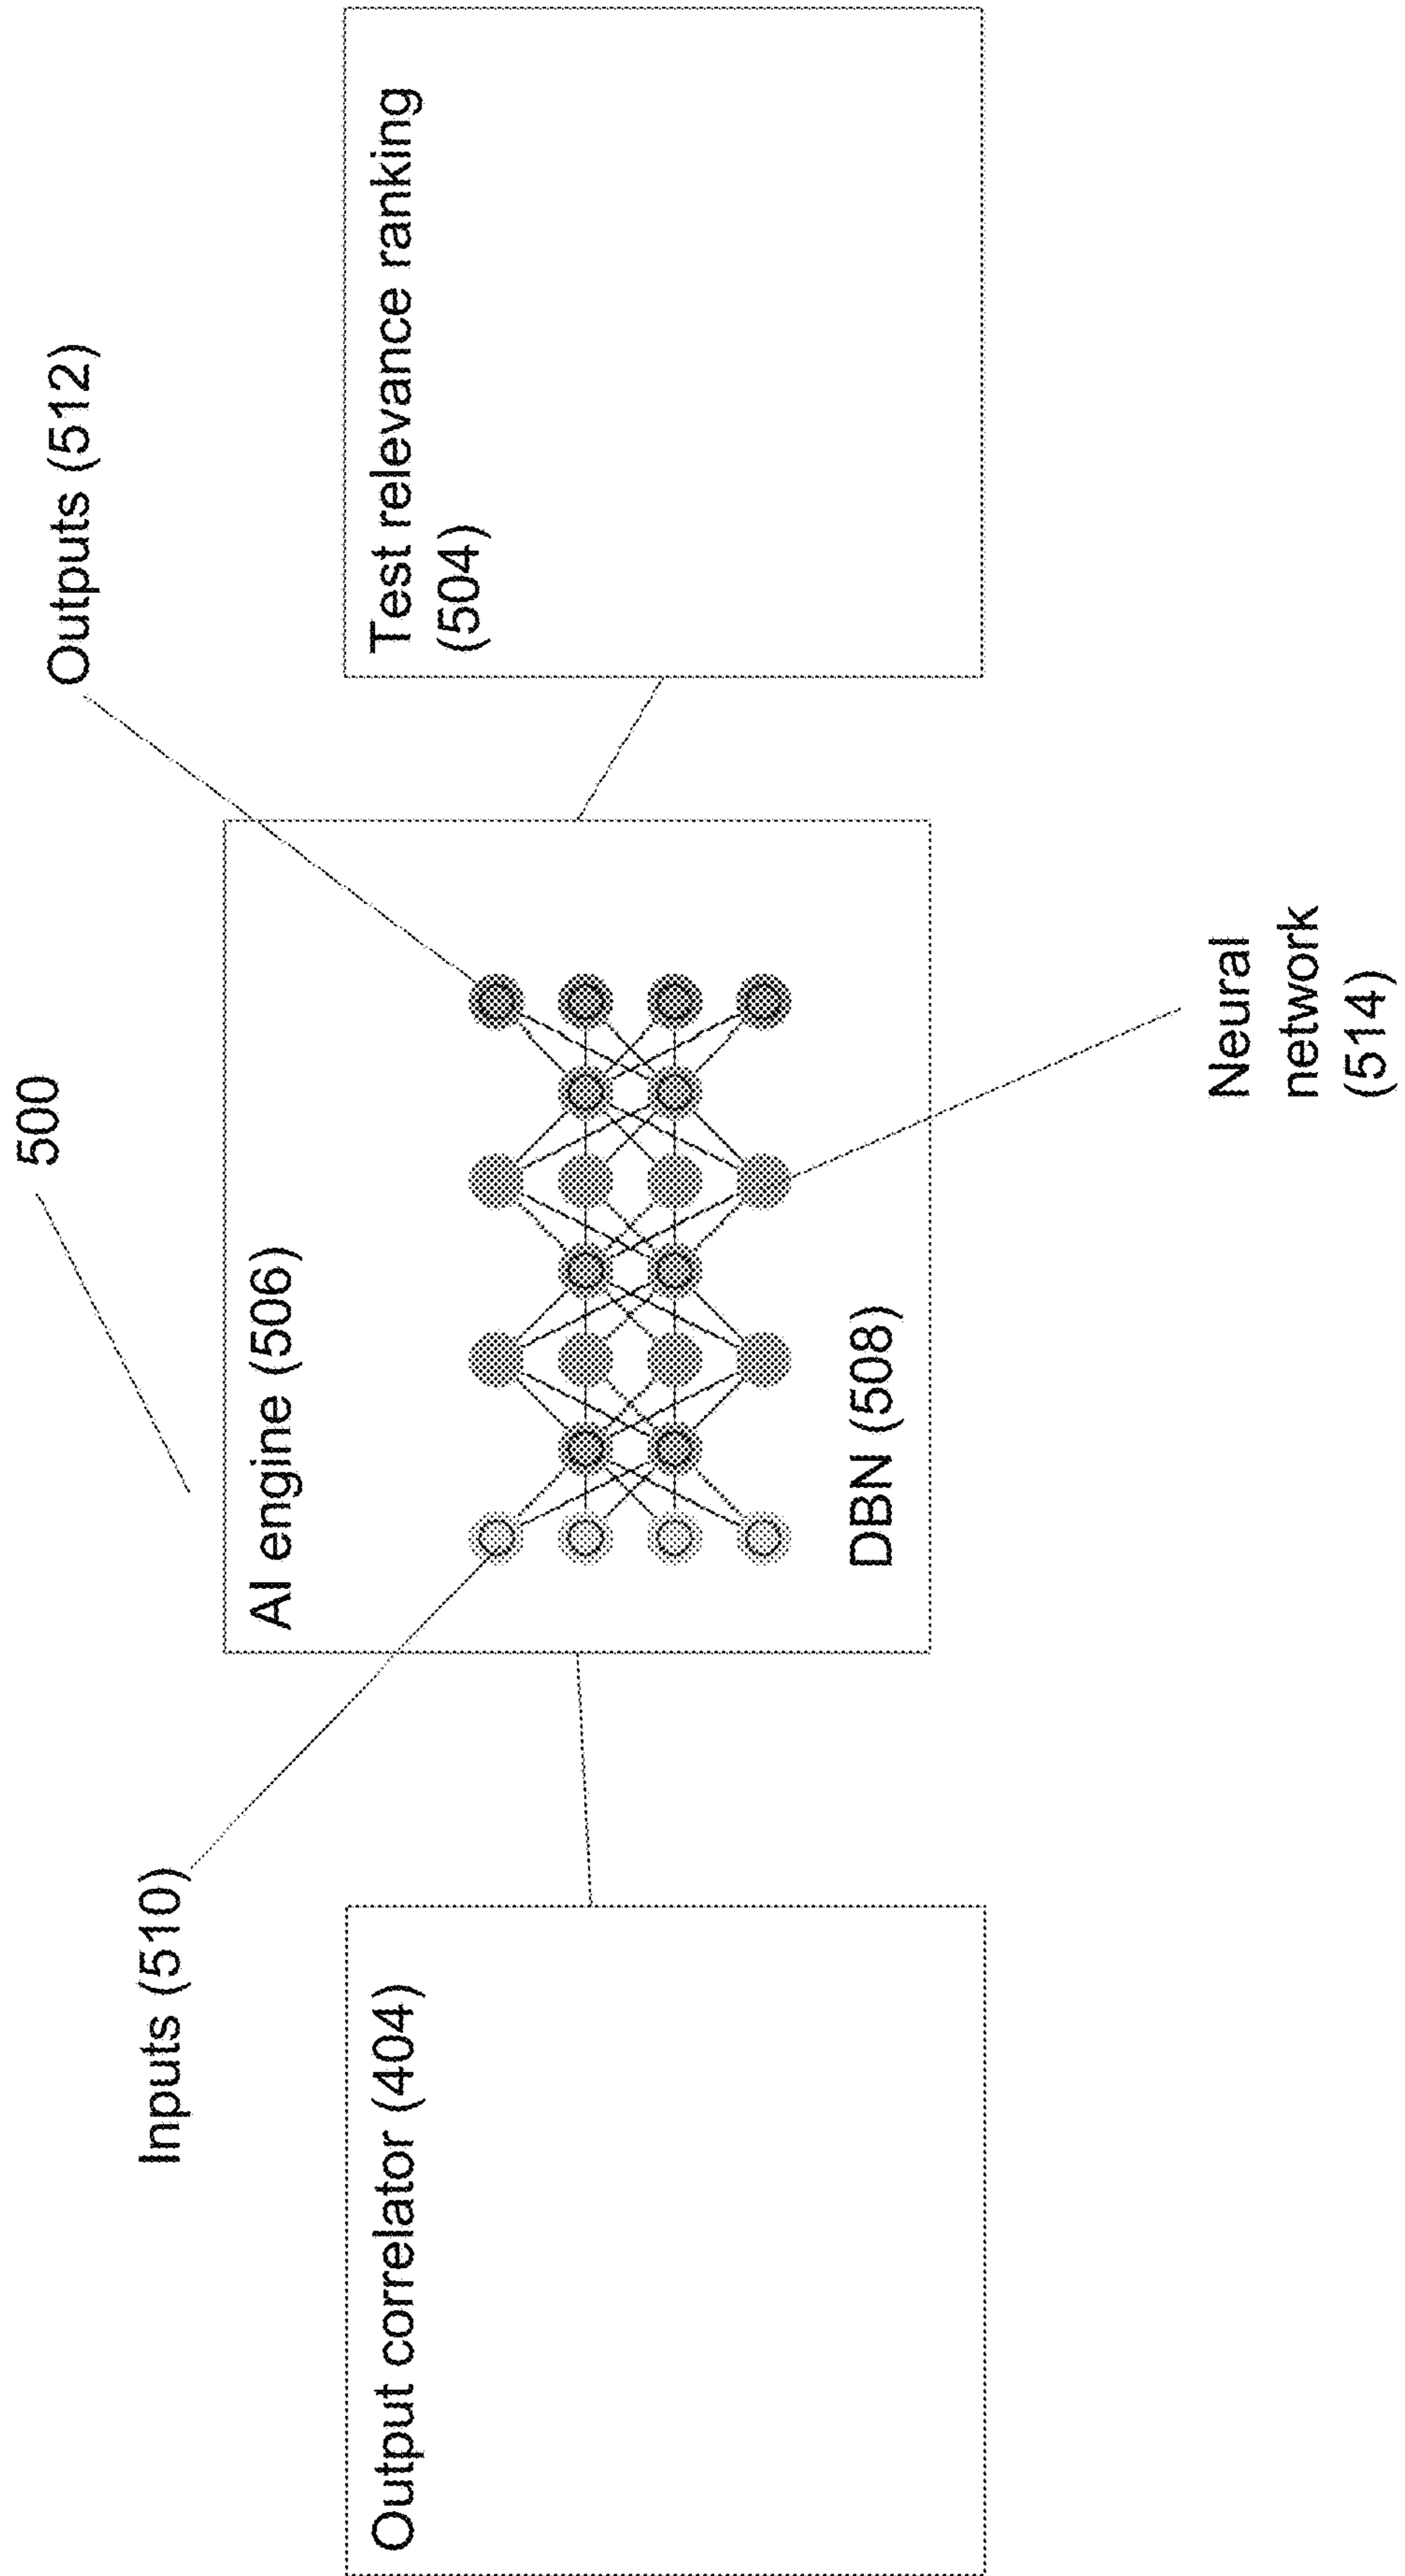 500
Outputs (512)
Inputs (510)
Output correlator (404)
AI engine (506)
Test relevance ranking
(504)
DBN (508)
Neural
network
(514)